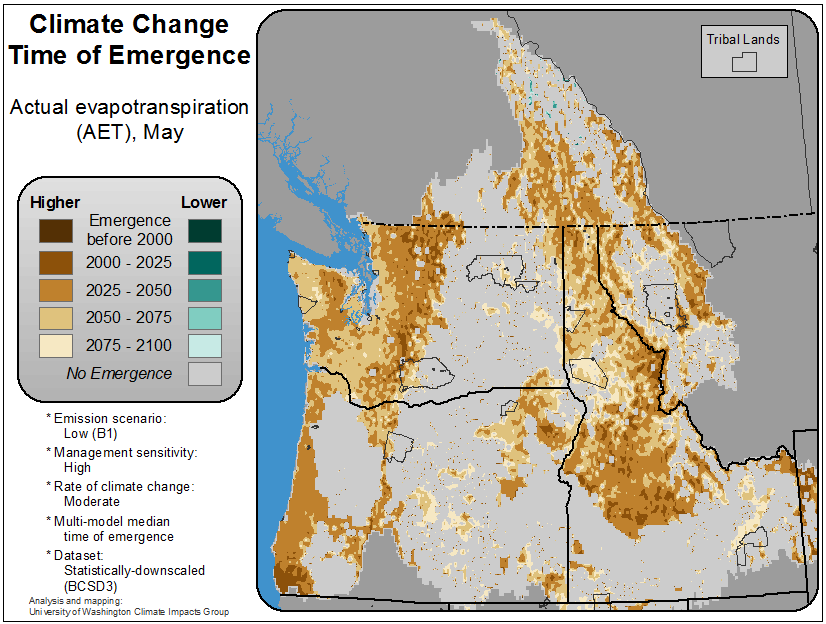 Climate Change
Time of Emergence
Actual evapotranspiration
(AET), May
Higher
Lower
Emergence
before 2000
2000 - 2025
2025 - 2050
2050 - 2075
2075 - 2100
No Emergence
* Emission scenario:
Low (B1)
* Management sensitivity:
High
* Rate of climate change:
Moderate
* Multi-model median
time of emergence
* Dataset:
Statistically-downscaled
(BCSD3)
Analysis and mapping:
University of Washington Climate Impacts Group
Tribal Lands